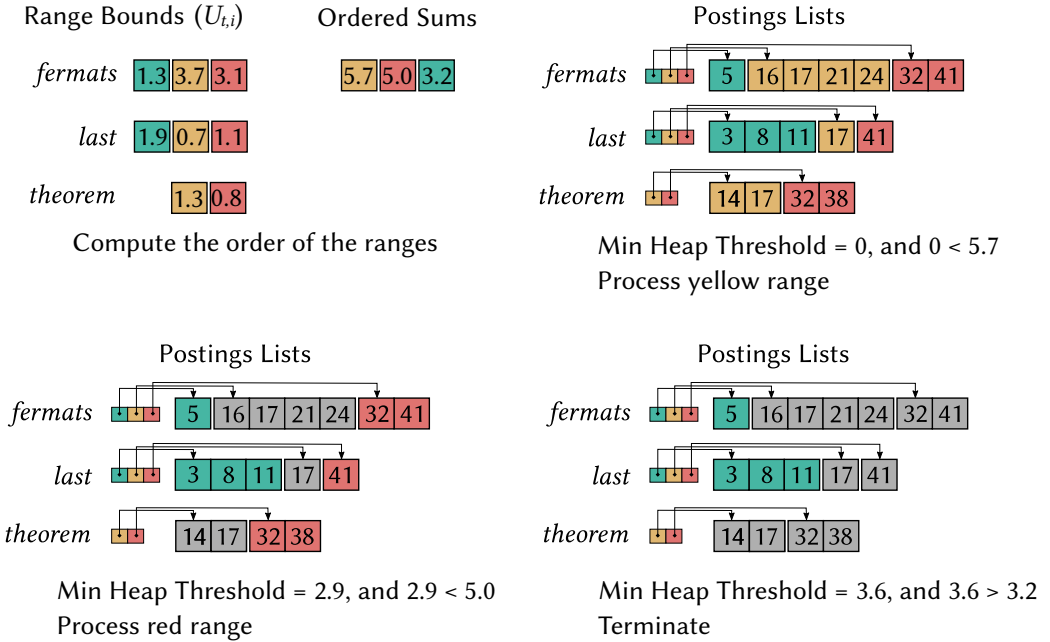 Range Bounds (U_{t,i}) Ordered Sums
fermats 1.3 3.7 3.1 5.7 5.0 3.2
last 1.9 0.7 1.1
theorem 1.3 0.8
Compute the order of the ranges
Postings Lists
fermats 5 16 17 21 24 32 41
last 3 8 11 17 41
theorem 14 17 32 38
Min Heap Threshold = 0, and 0 < 5.7
Process yellow range
Postings Lists
fermats 5 16 17 21 24 32 41
last 3 8 11 17 41
theorem 14 17 32 38
Min Heap Threshold = 2.9, and 2.9 < 5.0
Process red range
Postings Lists
fermats 5 16 17 21 24 32 41
last 3 8 11 17 41
theorem 14 17 32 38
Min Heap Threshold = 3.6, and 3.6 > 3.2
Terminate